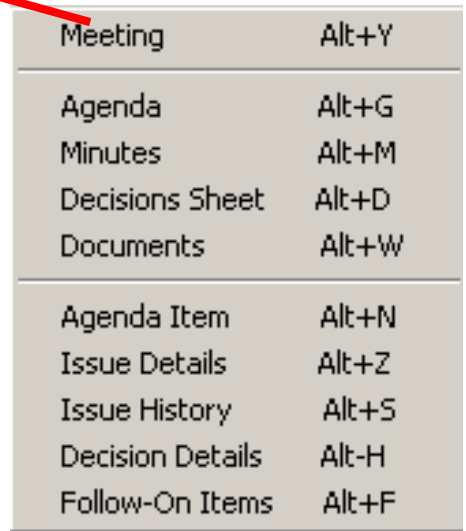 Meeting Alt+Y
Agenda Alt+G
Minutes Alt+M
Decisions Sheet Alt+D
Documents Alt+W
Agenda Item Alt+N
Issue Details Alt+Z
Issue History Alt+S
Decision Details Alt-H
Follow-On Items Alt+F